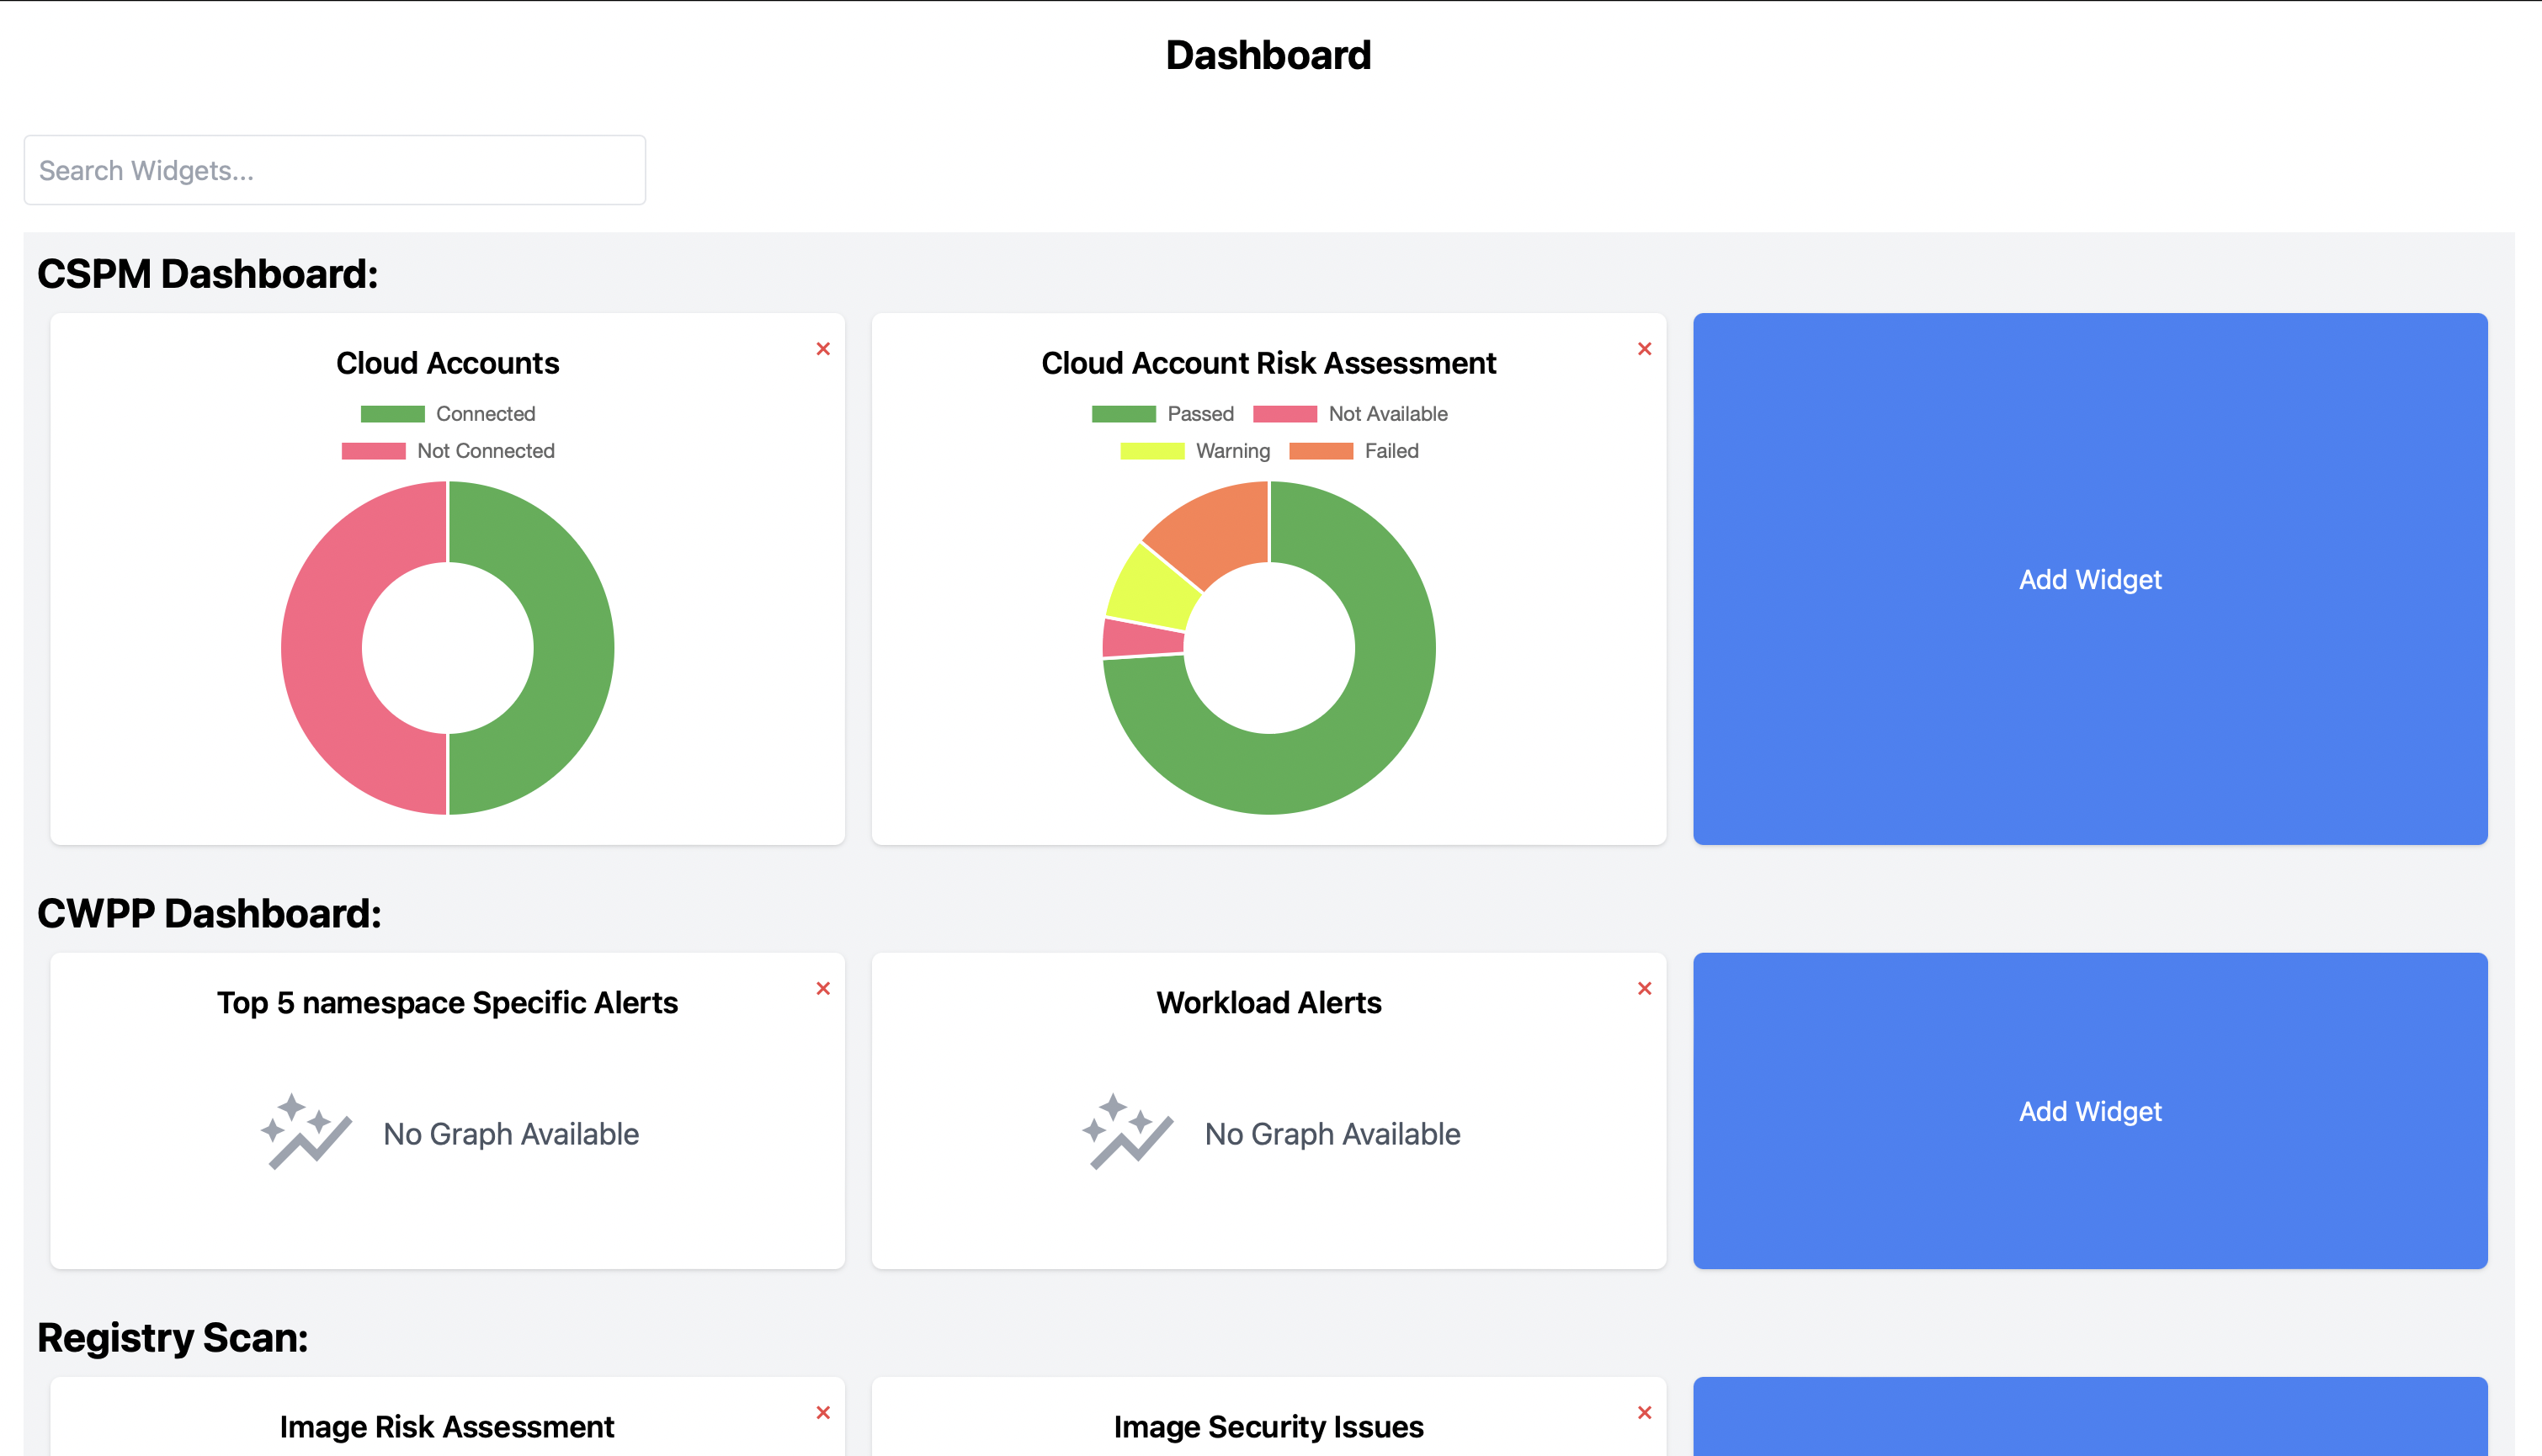 Dashboard
Search Widgets...
CSPM Dashboard:
Cloud Accounts
Connected
Not Connected
Cloud Account Risk Assessment
Passed Not Available
Warning Failed
Add Widget
CWPP Dashboard:
Top 5 namespace Specific Alerts
No Graph Available
Workload Alerts
No Graph Available
Add Widget
Registry Scan:
Image Risk Assessment
Image Security Issues